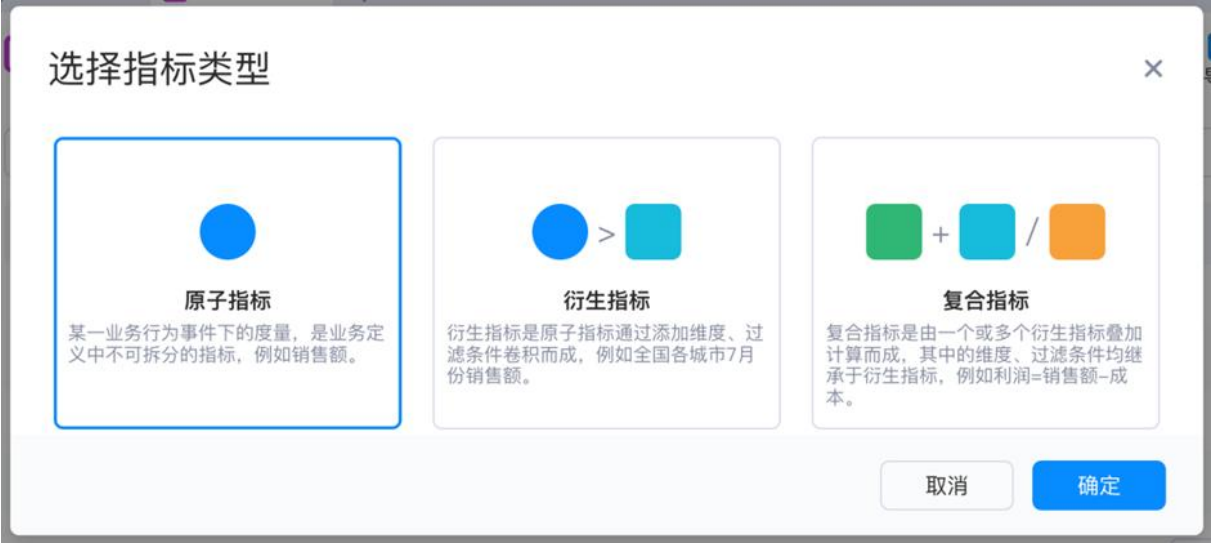 选择指标类型
×
>
+ /
原子指标
某一业务行为事件下的度量，是业务定
义中不可拆分的指标，例如销售额。
衍生指标
衍生指标是原子指标通过添加维度、过
滤条件卷积而成，例如全国各城市7月
份销售额。
复合指标
复合指标是由一个或多个衍生指标叠加
计算而成，其中的维度、过滤条件均继
承于衍生指标，例如利润=销售额-成
本。
取消
确定